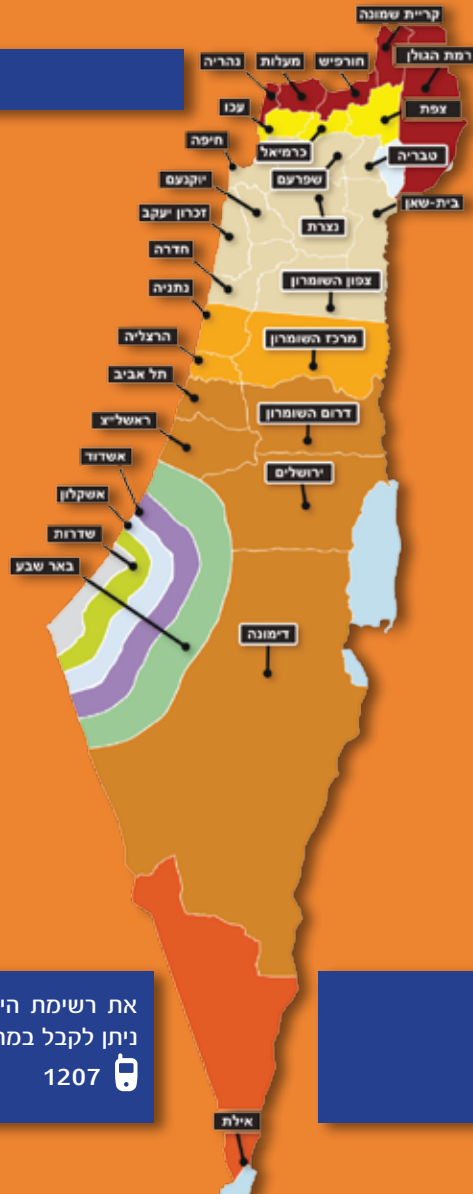 קריית שמונה
רמת הגולן
חורפיש
מעלות
נהריה
צפת
עכו
כרמיאל
טבריה
חיפה
שפרעם
יוקנעם
בית-שאן
זכרון יעקב
נצרת
חדרה
צפון השומרון
נתניה
הרצליה
מרכז השומרון
תל אביב
דרום השומרון
ראשל״צ
ירושלים
אשדוד
אשקלון
שדרות
באר שבע
דימונה
את רשימת הי
ניתן לקבל במר
1207
אילת